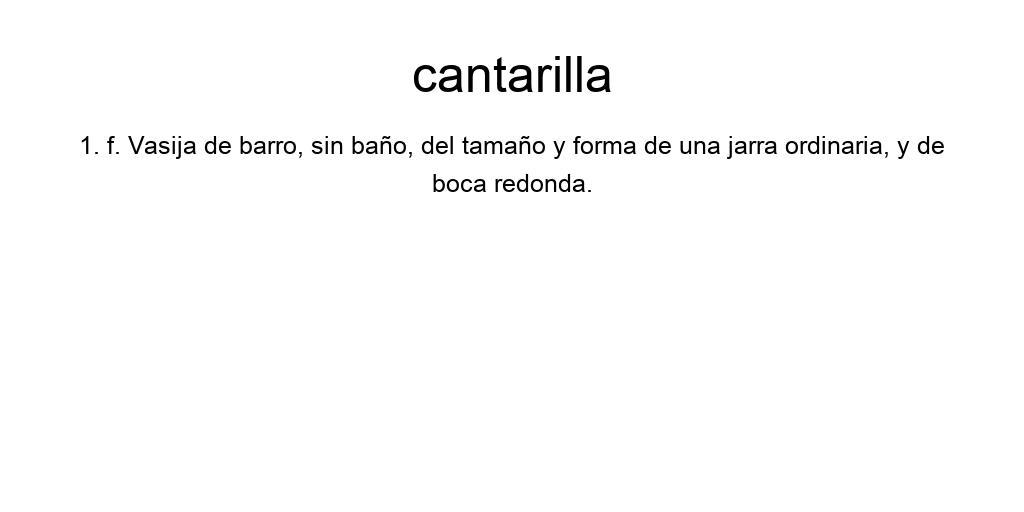 cantarilla
1. f. Vasija de barro, sin baño, del tamaño y forma de una jarra ordinaria, y de
boca redonda.